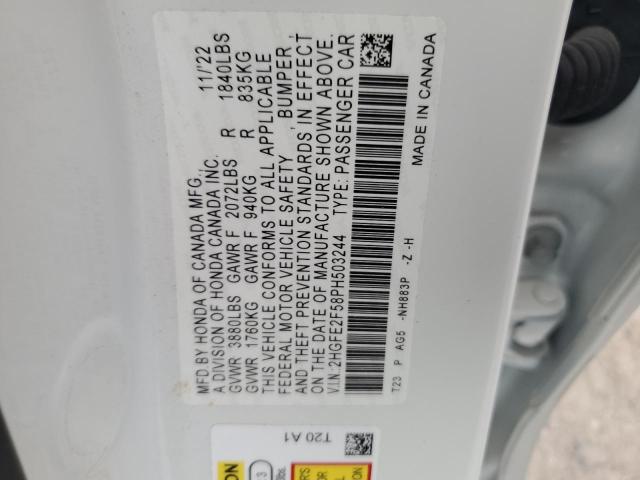 MFD.BY HONDA OF CANADA MFG.,
A DIVISION OF HONDA CANADA INC. 11/'22
GVWR 3880LBS GAWR F 2072LBS R 1840LBS
GVWR 1760KG GAWR F 940KG R 835KG
THIS VEHICLE CONFORMS TO ALL APPLICABLE
FEDERAL MOTOR VEHICLE SAFETY, BUMPER,
AND THEFT PREVENTION STANDARDS IN EFFECT
ON THE DATE OF MANUFACTURE SHOWN ABOVE.
V.I.N.:2HGFE2F58PH503244 TYPE: PASSENGER CAR
T23 P AG5 -NH883P -Z -H
MADE IN CANADA
T20 A1
3